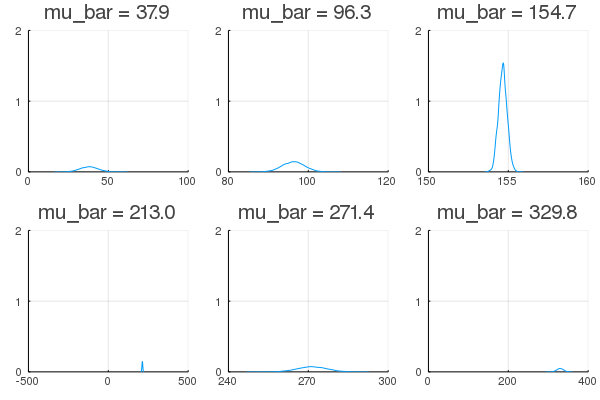 mu_bar = 37.9 mu_bar = 96.3 mu_bar = 154.7
2 2 2
1 1 1
0 0 0
0 50 100 80 100 120 150 155 160
mu_bar = 213.0 mu_bar = 271.4 mu_bar = 329.8
2 2 2
1 1 1
0 0 0
-500 0 500 240 270 300 0 200 400